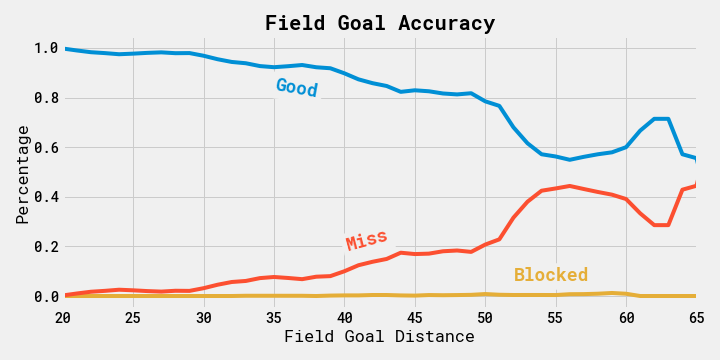 Field Goal Accuracy
1.0
0.8
0.6
0.4
0.2
0.0
Percentage
Good
Miss
Blocked
20 25 30 35 40 45 50 55 60 65
Field Goal Distance